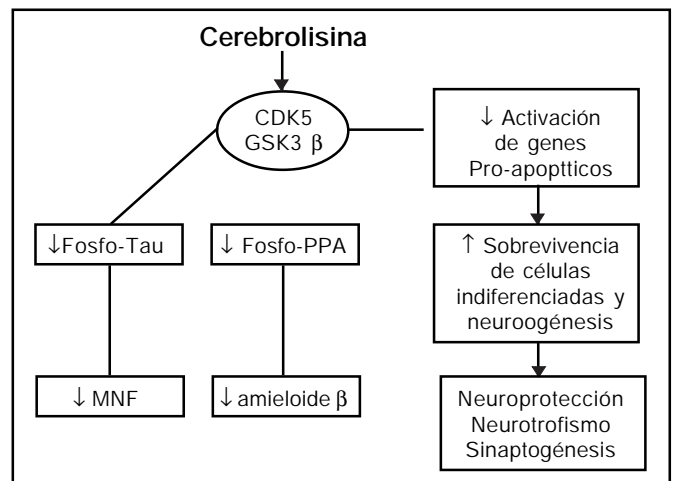 Cerebrolisina
CDK5
GSK3 β
↓ Activación
de genes
Pro-apoptticos
↓Fosfo-Tau
↓ Fosfo-PPA
↑ Sobrevivencia
de células
indiferenciadas y
neuroogénesis
↓ MNF
↓ amieloide β
Neuroprotección
Neurotrofismo
Sinaptogénesis